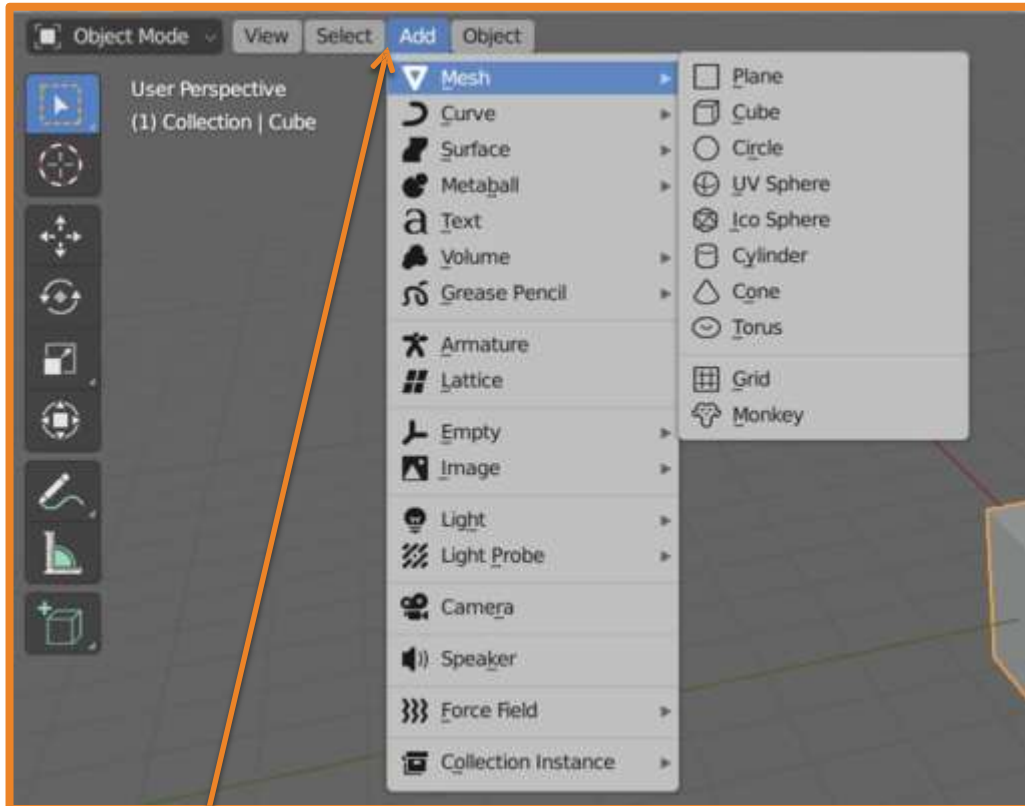 Object Mode View Select Add Object
User Perspective
(1) Collection | Cube
Mesh
Curve
Surface
Metaball
Text
Volume
Grease Pencil
Armature
Lattice
Empty
Image
Light
Light Probe
Camera
Speaker
Force Field
Collection Instance
Plane
Cube
Circle
UV Sphere
Ico Sphere
Cylinder
Cone
Torus
Grid
Monkey